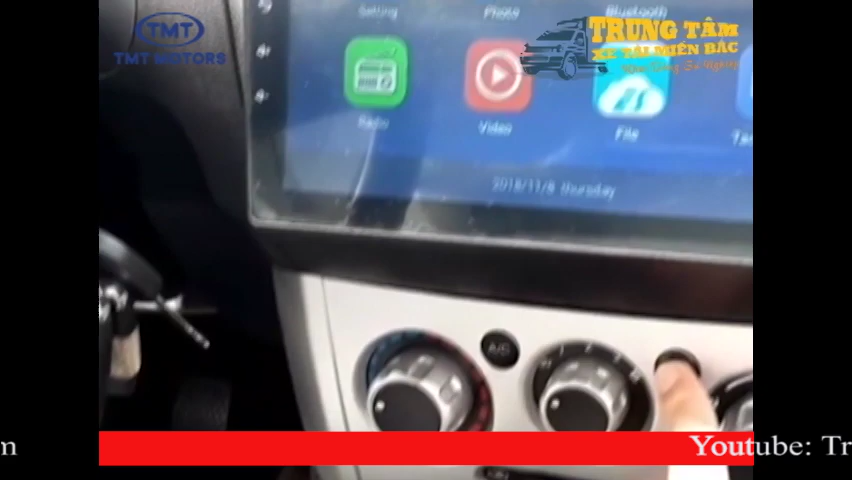 TMT
TMT MOTORS
TRUNG TÂM
XE TẢI MIỀN BẮC
Setting
Photo
Bluetooth
Radio
Video
File
2018/11/8 thursday
A/C
Youtube: Tr
m